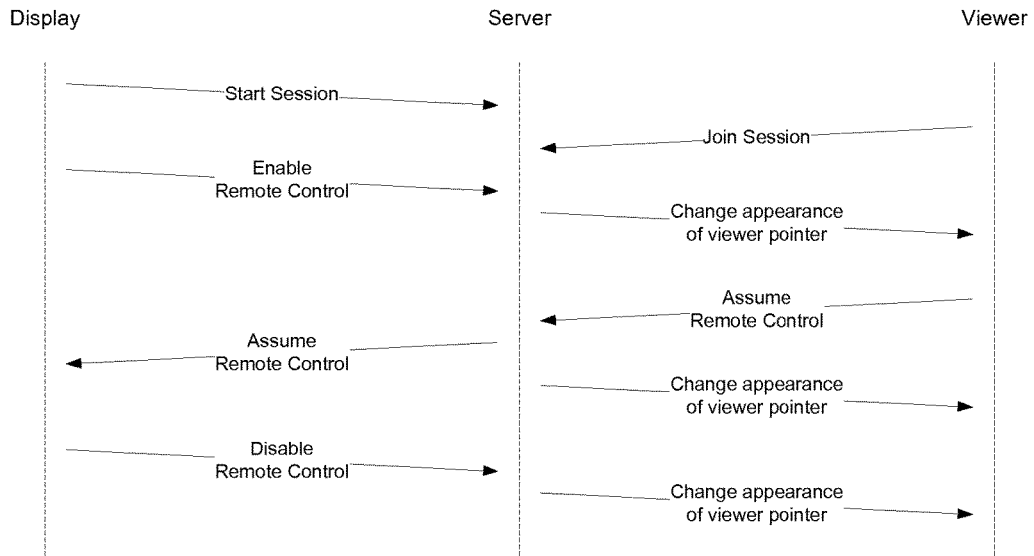 Display Server Viewer
Start Session
Join Session
Enable
Remote Control
Change appearance
of viewer pointer
Assume
Remote Control
Assume
Remote Control
Change appearance
of viewer pointer
Disable
Remote Control
Change appearance
of viewer pointer